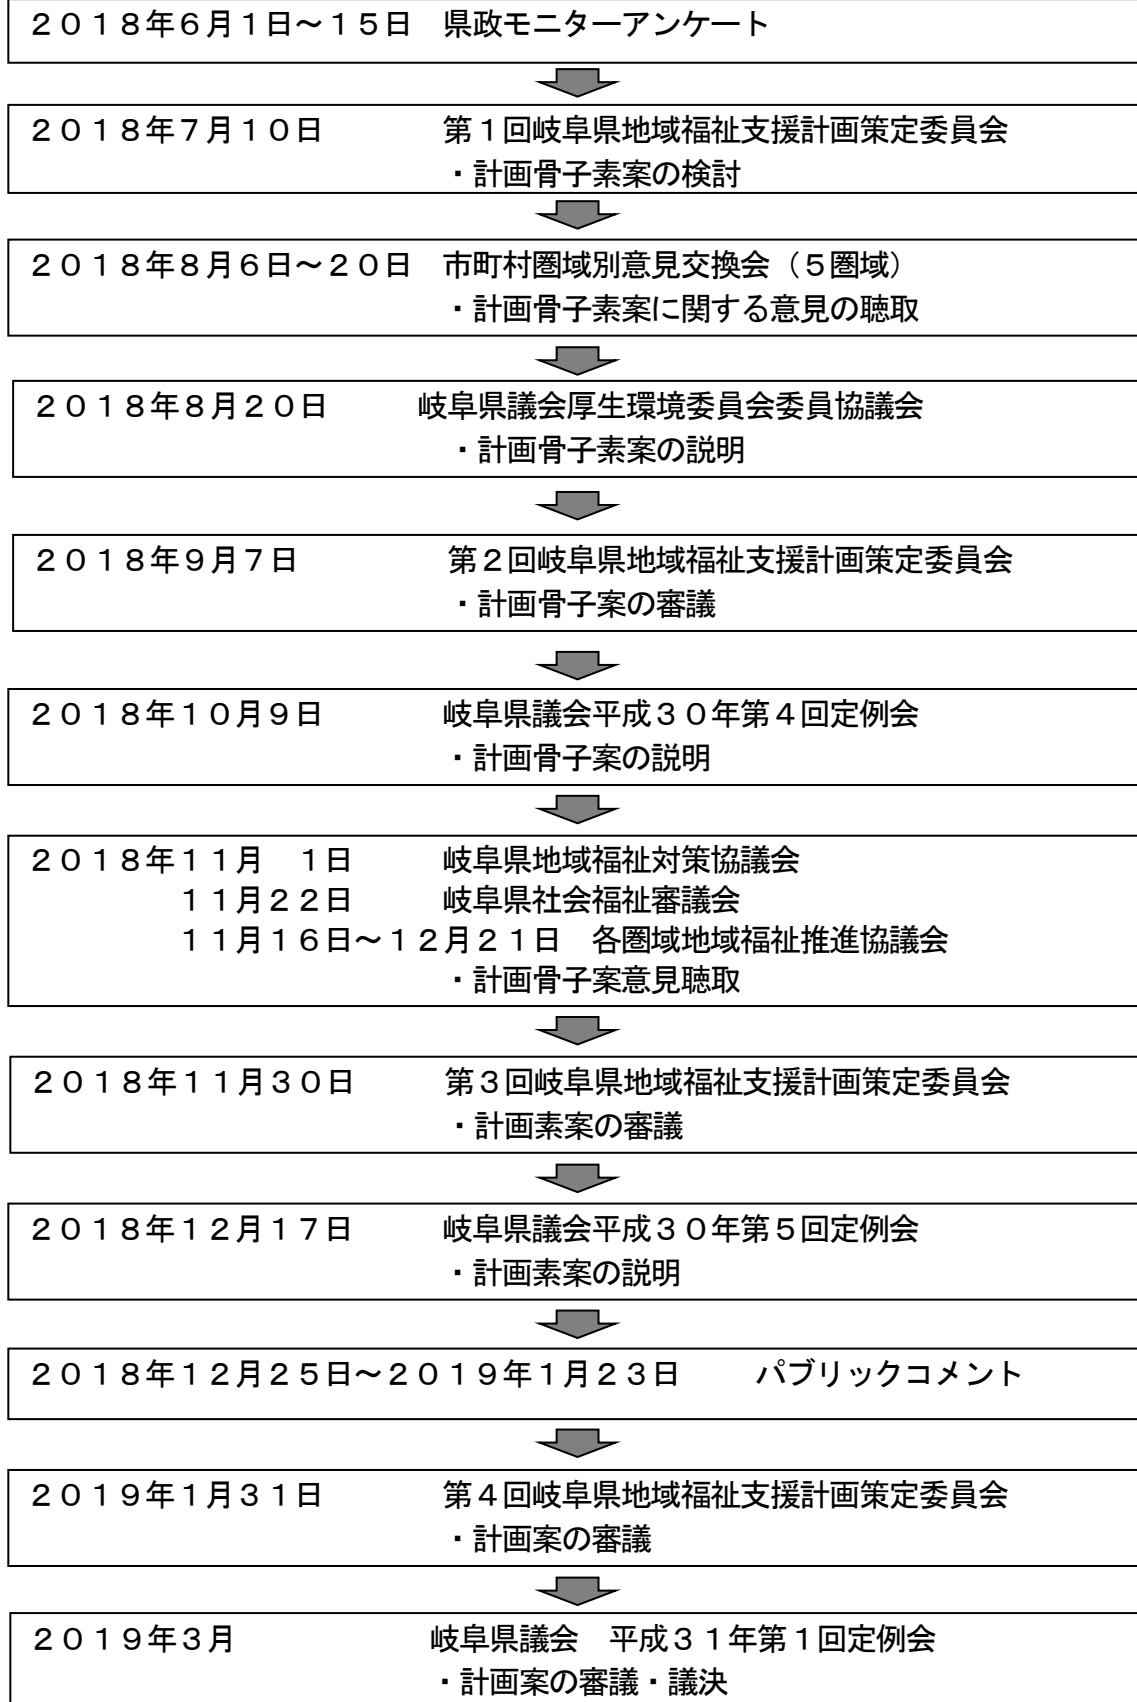 ２０１８年６月１日～１５日　県政モニターアンケート
２０１８年７月１０日　第１回岐阜県地域福祉支援計画策定委員会
・計画骨子素案の検討
２０１８年８月６日～２０日　市町村圏域別意見交換会（５圏域）
・計画骨子素案に関する意見の聴取
２０１８年８月２０日　岐阜県議会厚生環境委員会委員協議会
・計画骨子素案の説明
２０１８年９月７日　第２回岐阜県地域福祉支援計画策定委員会
・計画骨子案の審議
２０１８年１０月９日　岐阜県議会平成３０年第４回定例会
・計画骨子案の説明
２０１８年１１月　１日　岐阜県地域福祉対策協議会
１１月２２日　岐阜県社会福祉審議会
１１月１６日～１２月２１日　各圏域地域福祉推進協議会
・計画骨子案意見聴取
２０１８年１１月３０日　第３回岐阜県地域福祉支援計画策定委員会
・計画素案の審議
２０１８年１２月１７日　岐阜県議会平成３０年第５回定例会
・計画素案の説明
２０１８年１２月２５日～２０１９年１月２３日　パブリックコメント
２０１９年１月３１日　第４回岐阜県地域福祉支援計画策定委員会
・計画案の審議
２０１９年３月　岐阜県議会　平成３１年第１回定例会
・計画案の審議・議決